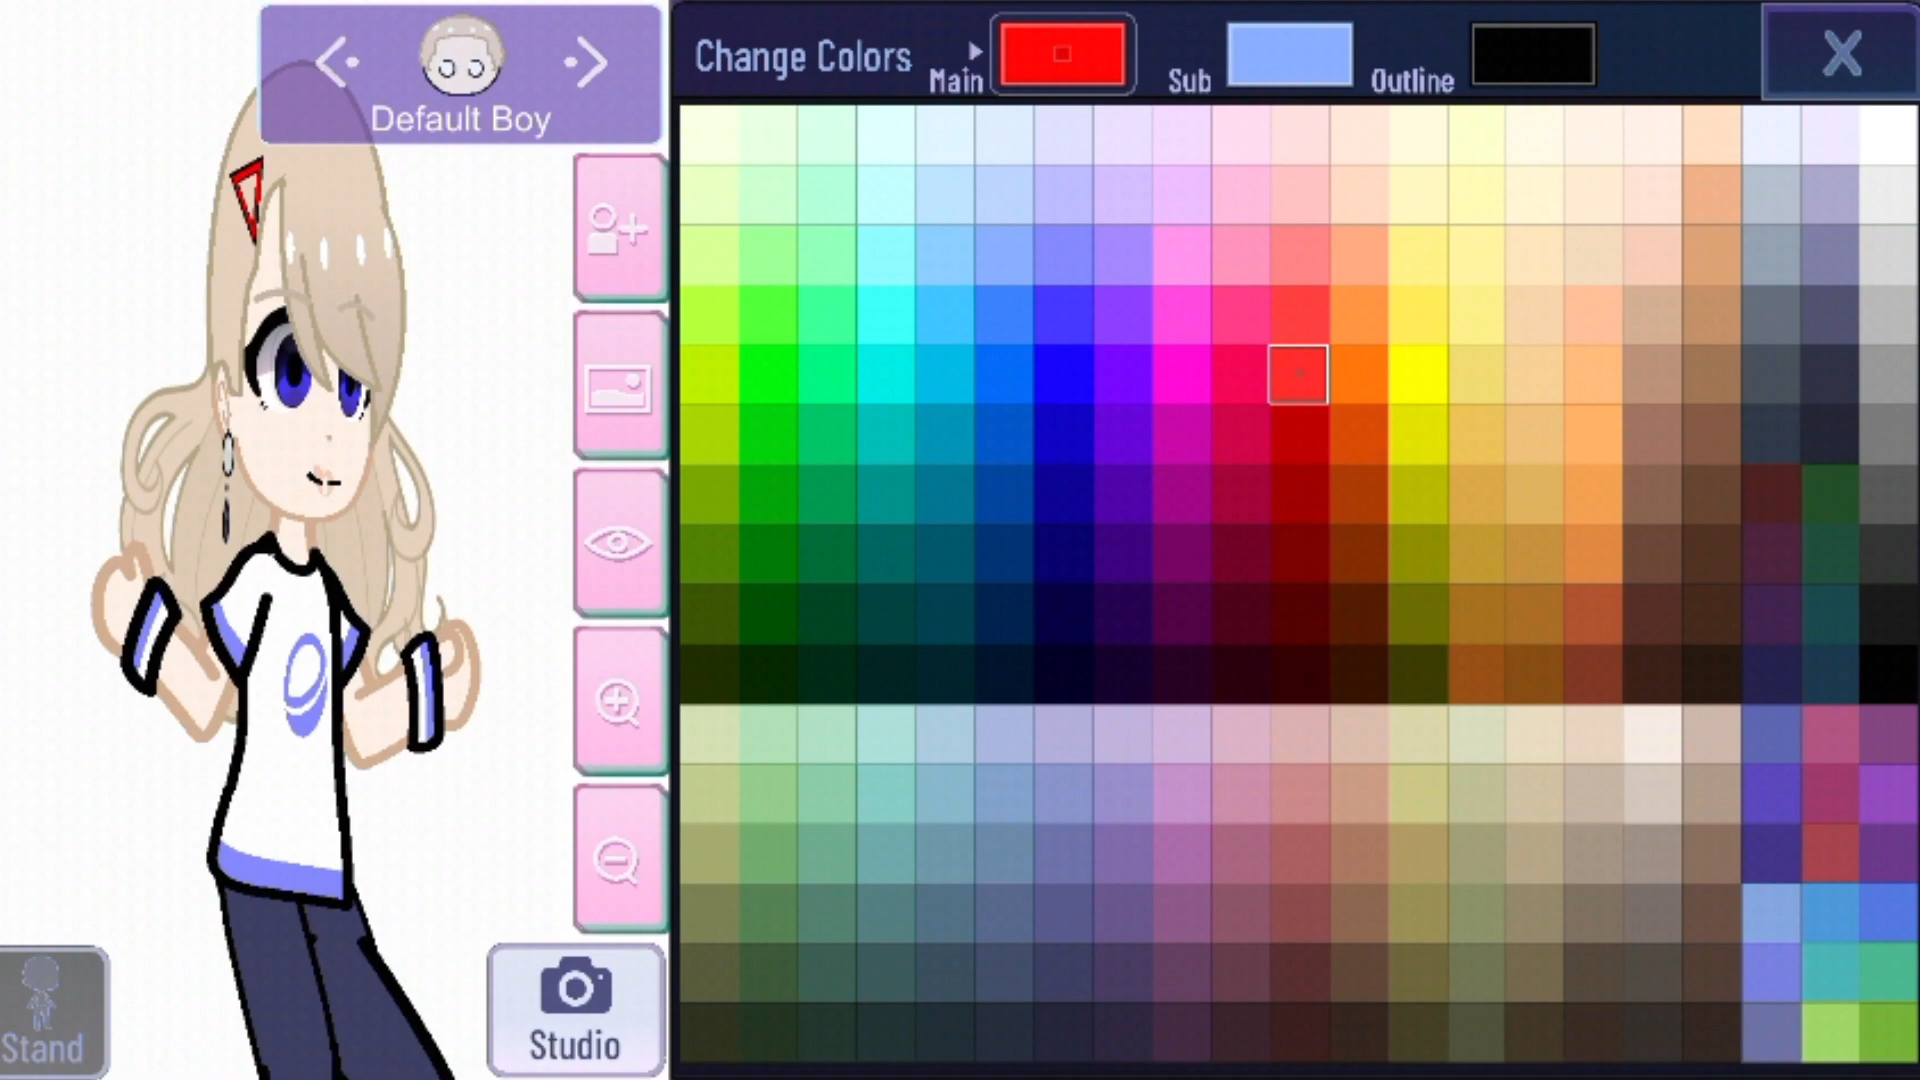 Default Boy
Change Colors
Main
Sub
Outline
X
Stand
Studio